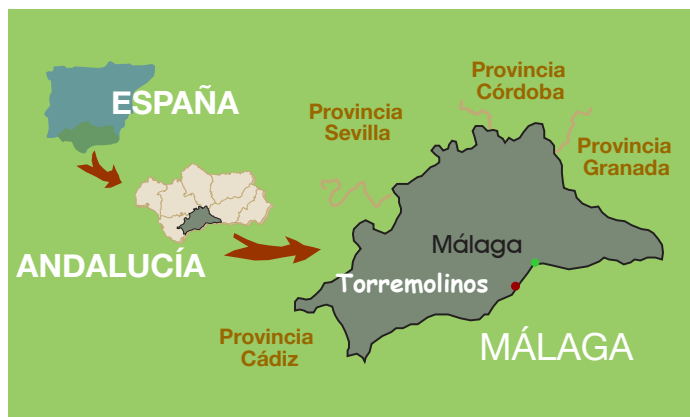 ESPAÑA
ANDALUCÍA
Provincia
Sevilla
Provincia
Córdoba
Provincia
Granada
Málaga
Torremolinos
Provincia
Cádiz
MÁLAGA